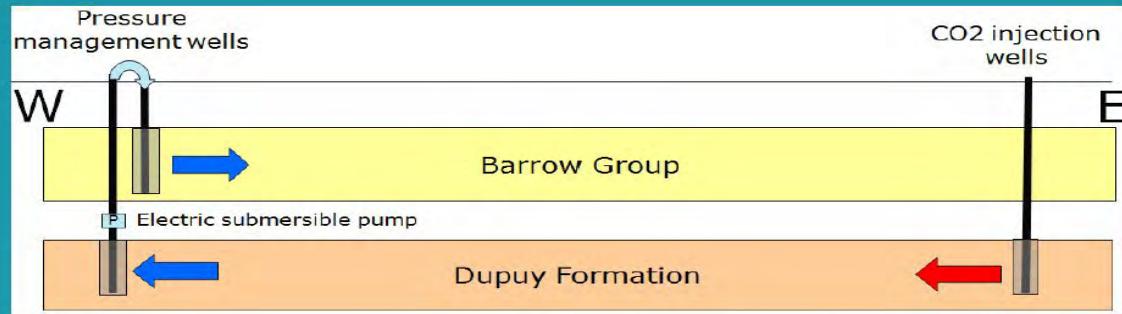 Pressure
management wells
CO2 injection
wells
W
E
Barrow Group
P Electric submersible pump
Dupuy Formation